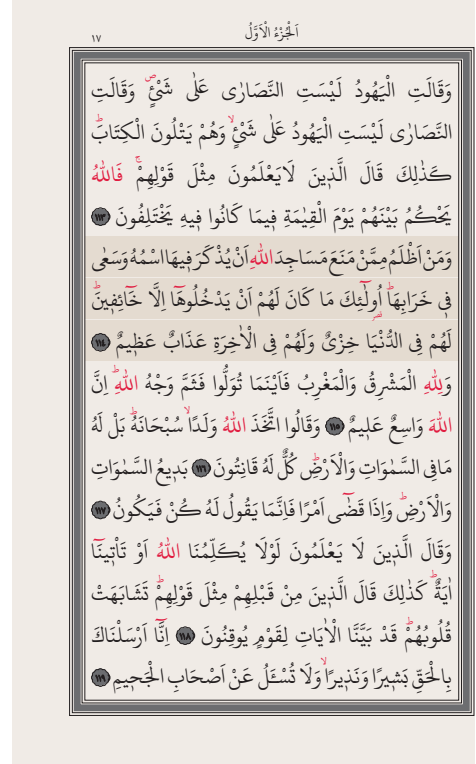 اَلْجُزْءُ الْاَوَّلُ
١٧
وَقَالَتِ الْيَهُودُ لَيْسَتِ النَّصَارٰى عَلٰى شَيْءٍۖ وَقَالَتِ
النَّصَارٰى لَيْسَتِ الْيَهُودُ عَلٰى شَيْءٍۙ وَهُمْ يَتْلُونَ الْكِتَابَۜ
كَذٰلِكَ قَالَ الَّذٖينَ لَايَعْلَمُونَ مِثْلَ قَوْلِهِمْۚ فَاللّٰهُ
يَحْكُمُ بَيْنَهُمْ يَوْمَ الْقِيٰمَةِ فٖيمَا كَانُوا فٖيهِ يَخْتَلِفُونَ ﴿١١٣﴾
وَمَنْ اَظْلَمُ مِمَّنْ مَنَعَ مَسَاجِدَ اللّٰهِ اَنْ يُذْكَرَ فٖيهَا اسْمُهُ وَسَعٰى
فٖى خَرَابِهَاۜ اُو۬لٰٓئِكَ مَا كَانَ لَهُمْ اَنْ يَدْخُلُوهَٓا اِلَّا خَٓائِفٖينَۜ
لَهُمْ فِى الدُّنْيَا خِزْىٌ وَلَهُمْ فِى الْاٰخِرَةِ عَذَابٌ عَظٖيمٌ ﴿١١٤﴾
وَلِلّٰهِ الْمَشْرِقُ وَالْمَغْرِبُ فَاَيْنَمَا تُوَلُّوا فَثَمَّ وَجْهُ اللّٰهِۜ اِنَّ
اللّٰهَ وَاسِعٌ عَلٖيمٌ ﴿١١٥﴾ وَقَالُوا اتَّخَذَ اللّٰهُ وَلَدًاۙ سُبْحَانَهُۜ بَلْ لَهُ
مَافِى السَّمٰوَاتِ وَالْاَرْضِۜ كُلٌّ لَهُ قَانِتُونَ ﴿١١٦﴾ بَدٖيعُ السَّمٰوَاتِ
وَالْاَرْضِۜ وَاِذَا قَضٰٓى اَمْرًا فَاِنَّمَا يَقُولُ لَهُ كُنْ فَيَكُونُ ﴿١١٧﴾
وَقَالَ الَّذٖينَ لَا يَعْلَمُونَ لَوْلَا يُكَلِّمُنَا اللّٰهُ اَوْ تَاْتٖينَٓا
اٰيَةٌۜ كَذٰلِكَ قَالَ الَّذٖينَ مِنْ قَبْلِهِمْ مِثْلَ قَوْلِهِمْۜ تَشَابَهَتْ
قُلُوبُهُمْۜ قَدْ بَيَّنَّا الْاٰيَاتِ لِقَوْمٍ يُوقِنُونَ ﴿١١٨﴾ اِنَّٓا اَرْسَلْنَاكَ
بِالْحَقِّ بَشٖيرًا وَنَذٖيرًاۙ وَلَا تُسْـَٔلُ عَنْ اَصْحَابِ الْجَحٖيمِ ﴿١١٩﴾